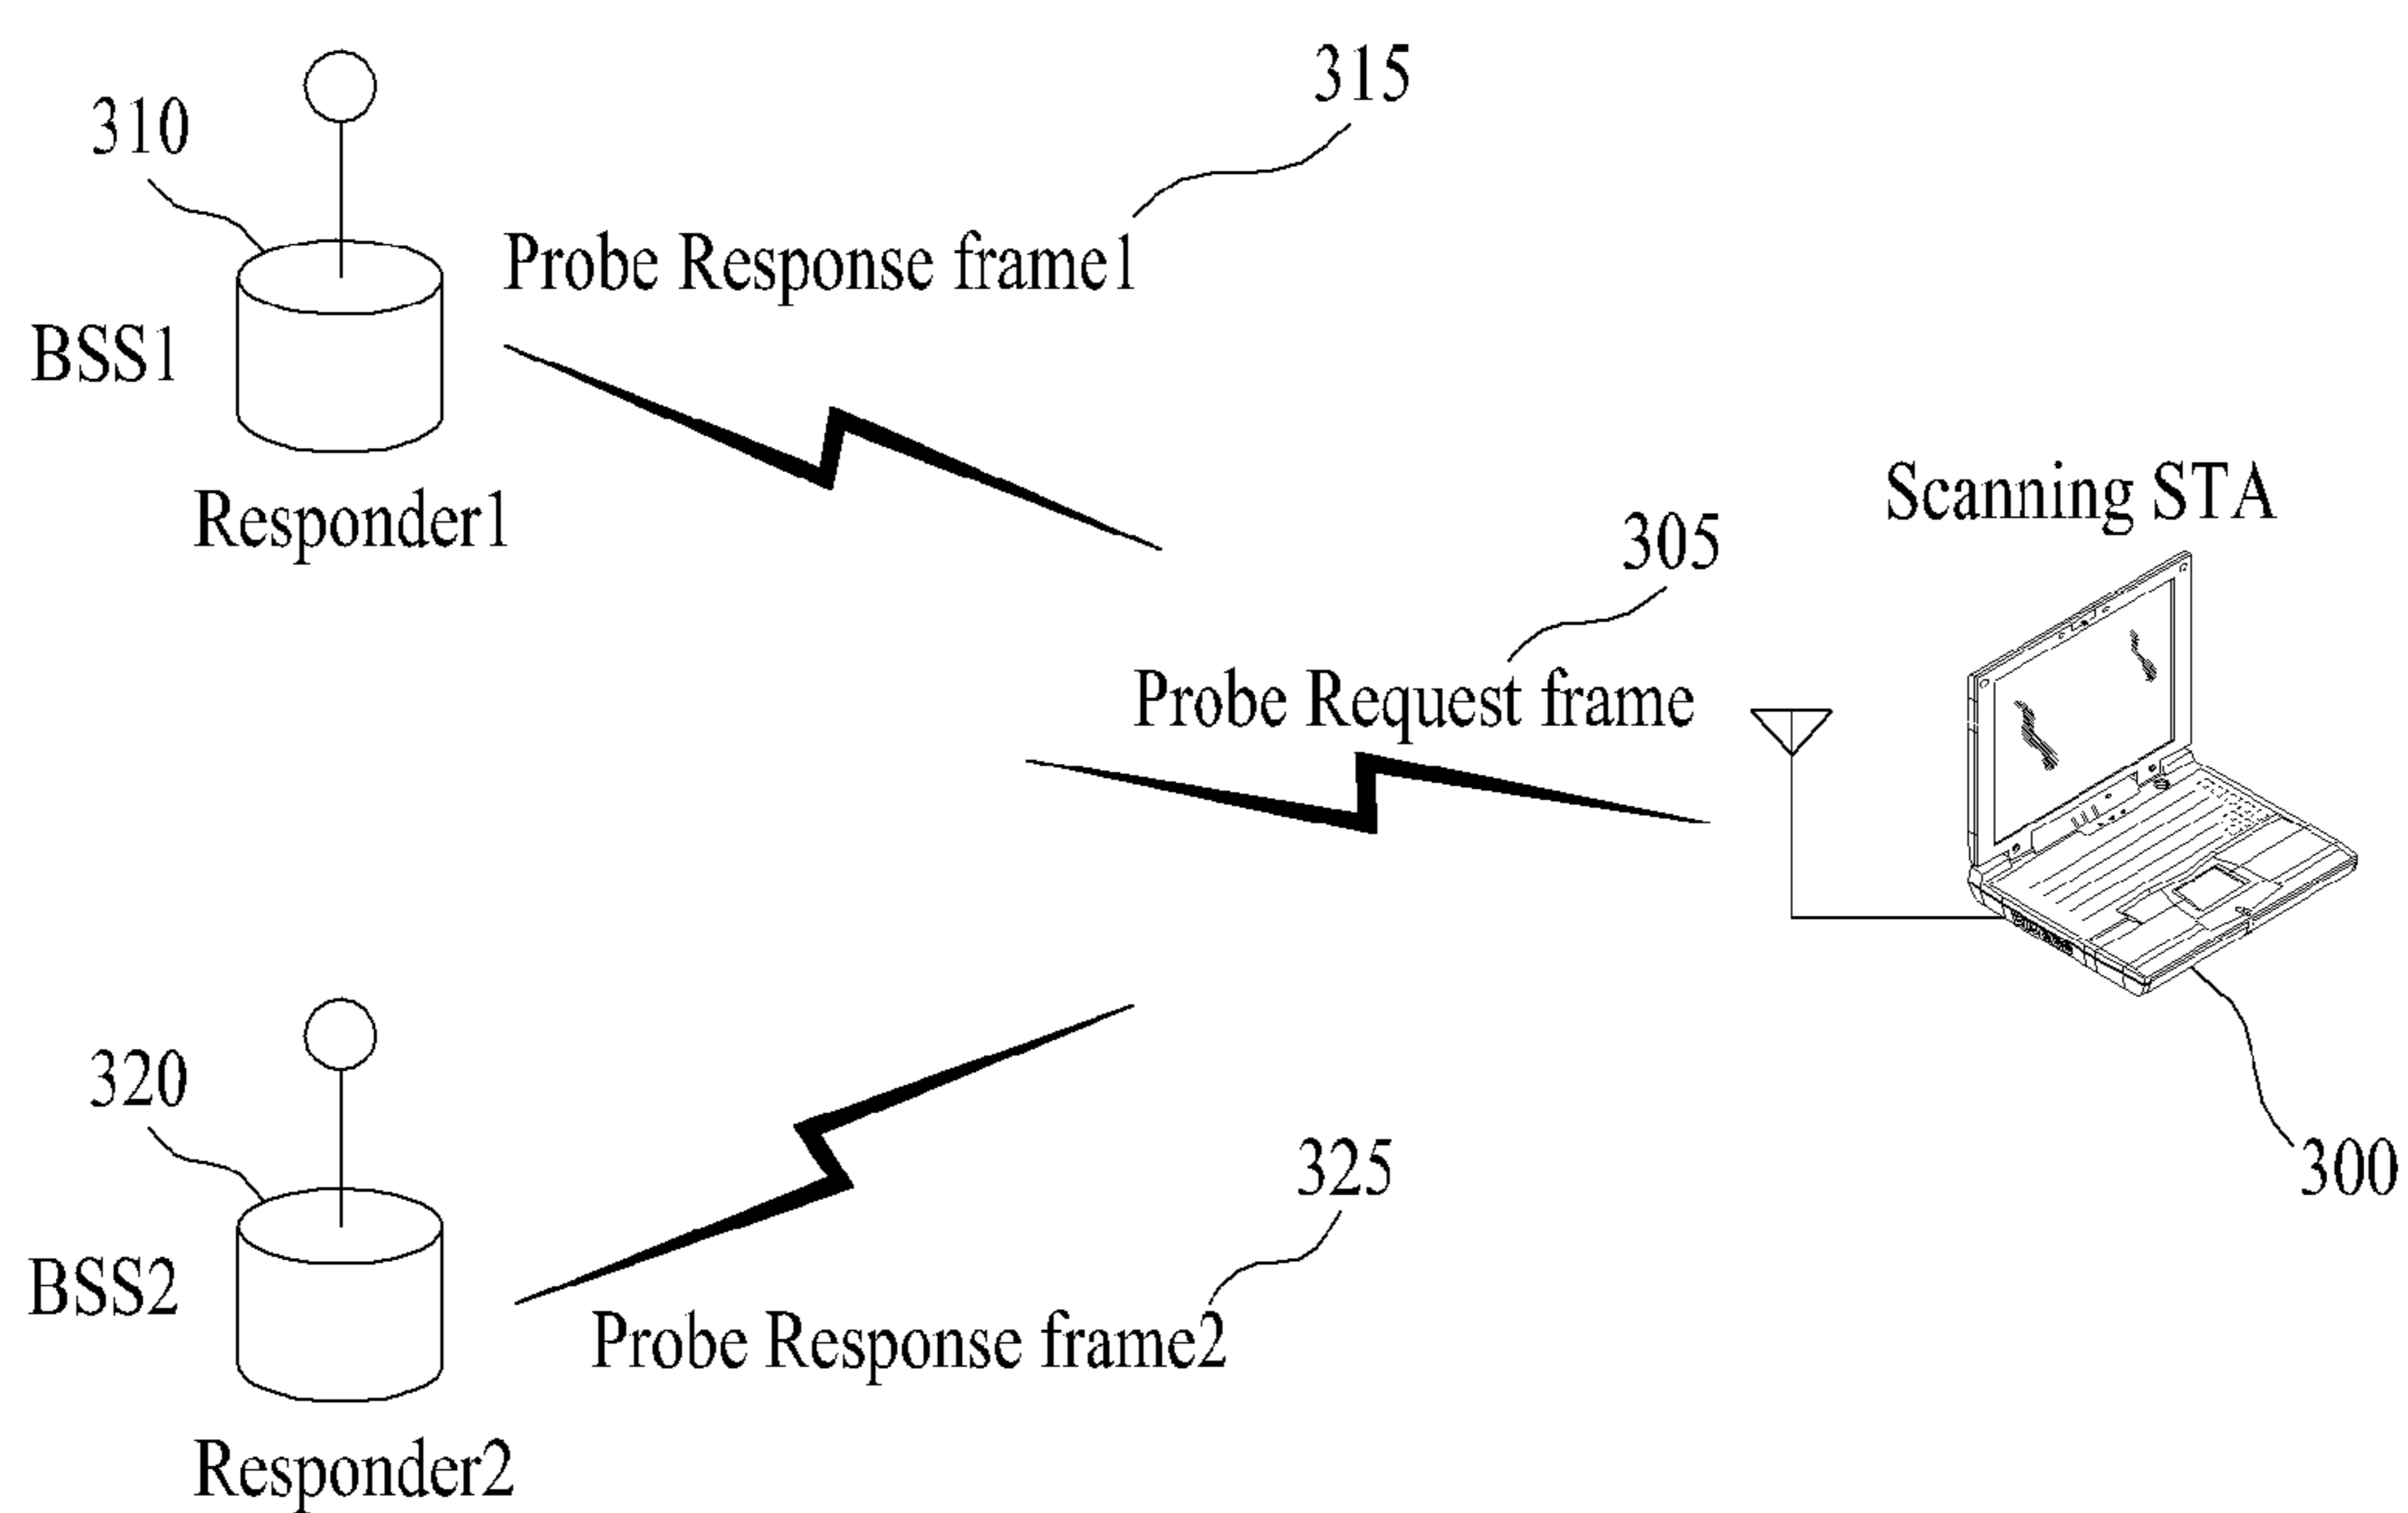 315
310
Probe Response frame1
BSS1
Responder1
Scanning STA
305
Probe Request frame
320
325
300
BSS2
Probe Response frame2
Responder2